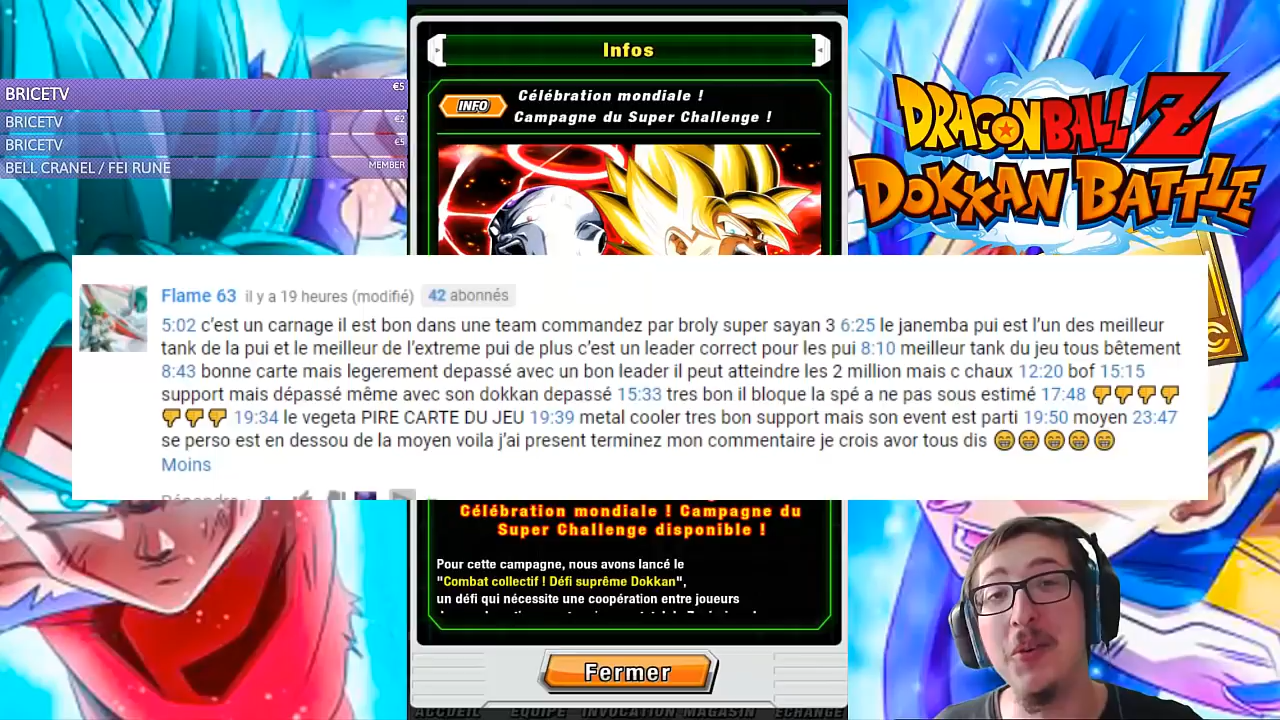 Infos
INFO
Célébration mondiale !
Campagne du Super Challenge !
BRICETV €5
BRICETV €2
BRICETV €5
BELL CRANEL / FEI RUNE MEMBER
DRAGONBALL Z
DOKKAN BATTLE
Flame 63 il y a 19 heures (modifié) 42 abonnés
5:02 c'est un carnage il est bon dans une team commandez par broly super sayan 3 6:25 le janemba pui est l'un des meilleur
tank de la pui et le meilleur de l'extreme pui de plus c'est un leader correct pour les pui 8:10 meilleur tank du jeu tous bêtement
8:43 bonne carte mais legerement depassé avec un bon leader il peut atteindre les 2 million mais c chaux 12:20 bof 15:15
support mais dépassé même avec son dokkan depassé 15:33 tres bon il bloque la spé a ne pas sous estimé 17:48 👎👎👎👎
👎👎👎 19:34 le vegeta PIRE CARTE DU JEU 19:39 metal cooler tres bon support mais son event est parti 19:50 moyen 23:47
se perso est en dessou de la moyen voila j'ai present terminez mon commentaire je crois avor tous dis 😁😁😁😁😁
Moins
Célébration mondiale ! Campagne du
Super Challenge disponible !
Pour cette campagne, nous avons lancé le
"Combat collectif ! Défi suprême Dokkan",
un défi qui nécessite une coopération entre joueurs
Fermer
ACCUEIL ÉQUIPE INVOCATION MAGASIN ÉCHANGE